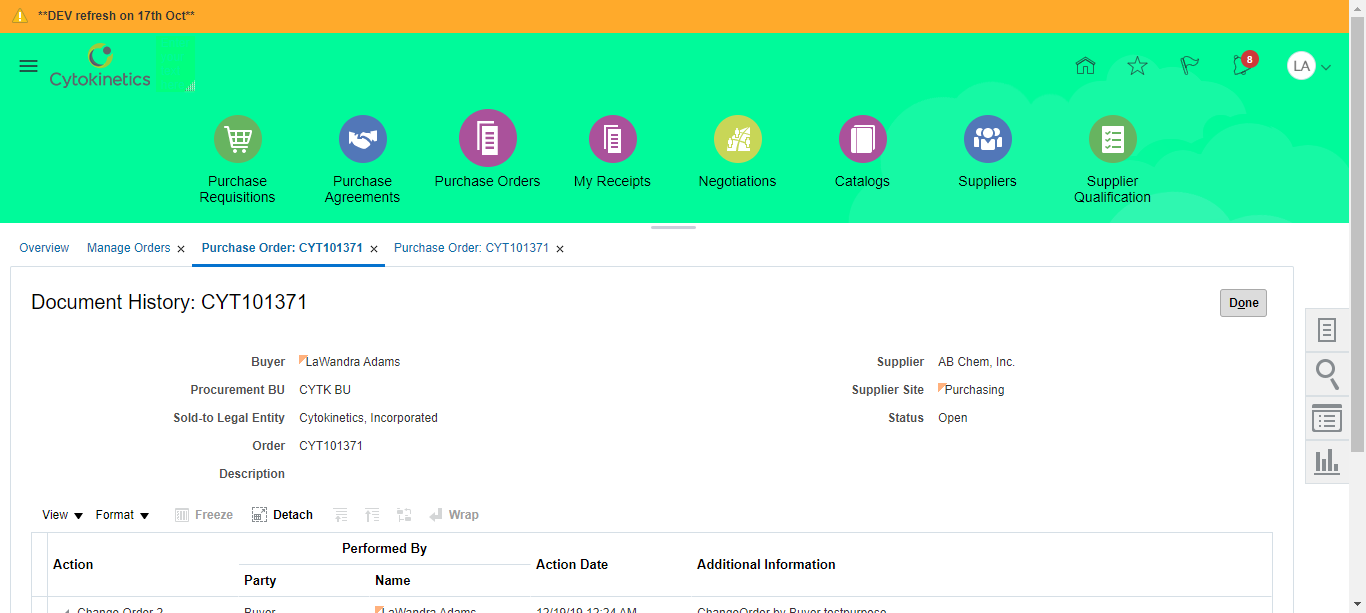 **DEV refresh on 17th Oct**
Cytokinetics
8
LA
Purchase Requisitions
Purchase Agreements
Purchase Orders
My Receipts
Negotiations
Catalogs
Suppliers
Supplier Qualification
Overview Manage Orders × Purchase Order: CYT101371 × Purchase Order: CYT101371 ×
Document History: CYT101371
Done
Buyer LaWandra Adams
Supplier AB Chem, Inc.
Procurement BU CYTK BU
Supplier Site Purchasing
Sold-to Legal Entity Cytokinetics, Incorporated
Status Open
Order CYT101371
Description
View Format Freeze Detach Wrap
Performed By
Action Action Date Additional Information
Party Name
Change Order 2 Buyer LaWandra Adams 12/19/19 12:24 AM ChangeOrder by Buyer testpurpose